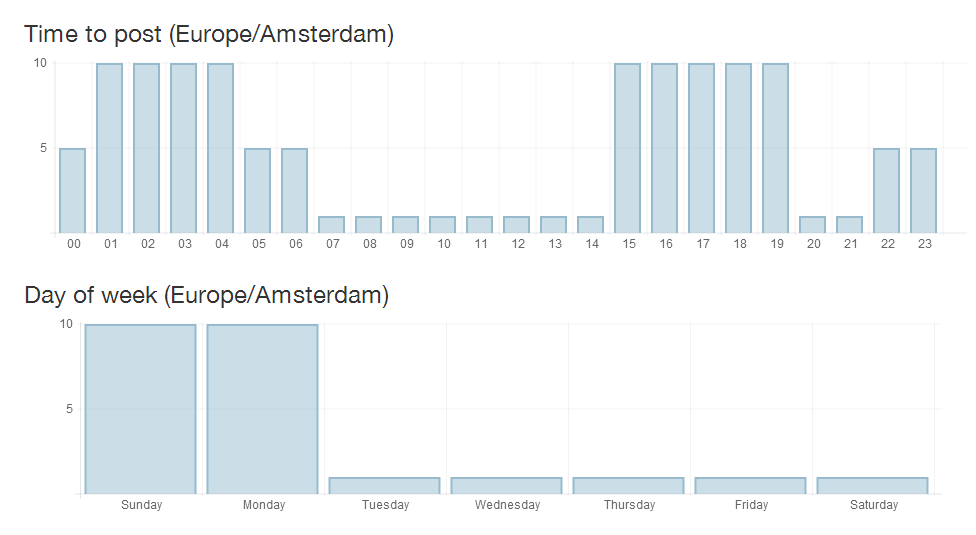 Time to post (Europe/Amsterdam)
10
5
00 01 02 03 04 05 06 07 08 09 10 11 12 13 14 15 16 17 18 19 20 21 22 23
Day of week (Europe/Amsterdam)
10
5
Sunday Monday Tuesday Wednesday Thursday Friday Saturday